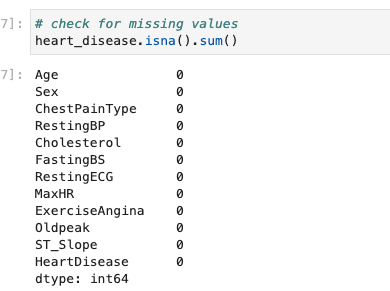 7]: # check for missing values
heart_disease.isna().sum()
7]: Age 0
Sex 0
ChestPainType 0
RestingBP 0
Cholesterol 0
FastingBS 0
RestingECG 0
MaxHR 0
ExerciseAngina 0
Oldpeak 0
ST_Slope 0
HeartDisease 0
dtype: int64